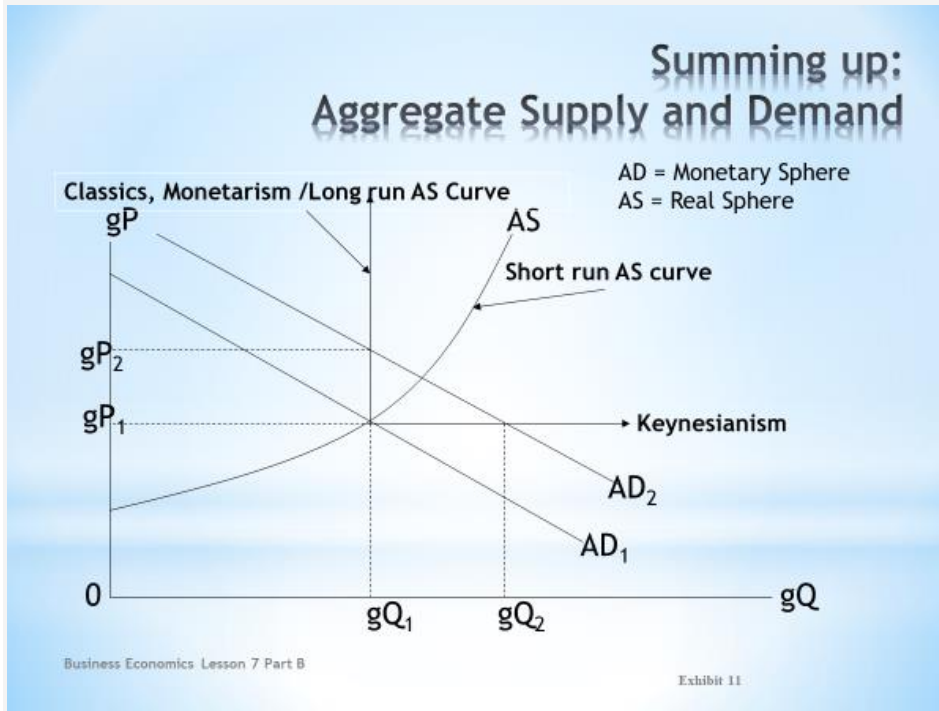 Summing up:
Aggregate Supply and Demand
AD = Monetary Sphere
AS = Real Sphere
Classics, Monetarism /Long run AS Curve
gP
AS
Short run AS curve
gP₂
gP₁
Keynesianism
AD₂
AD₁
0
gQ
gQ₁
gQ₂
Business Economics Lesson 7 Part B
Exhibit 11